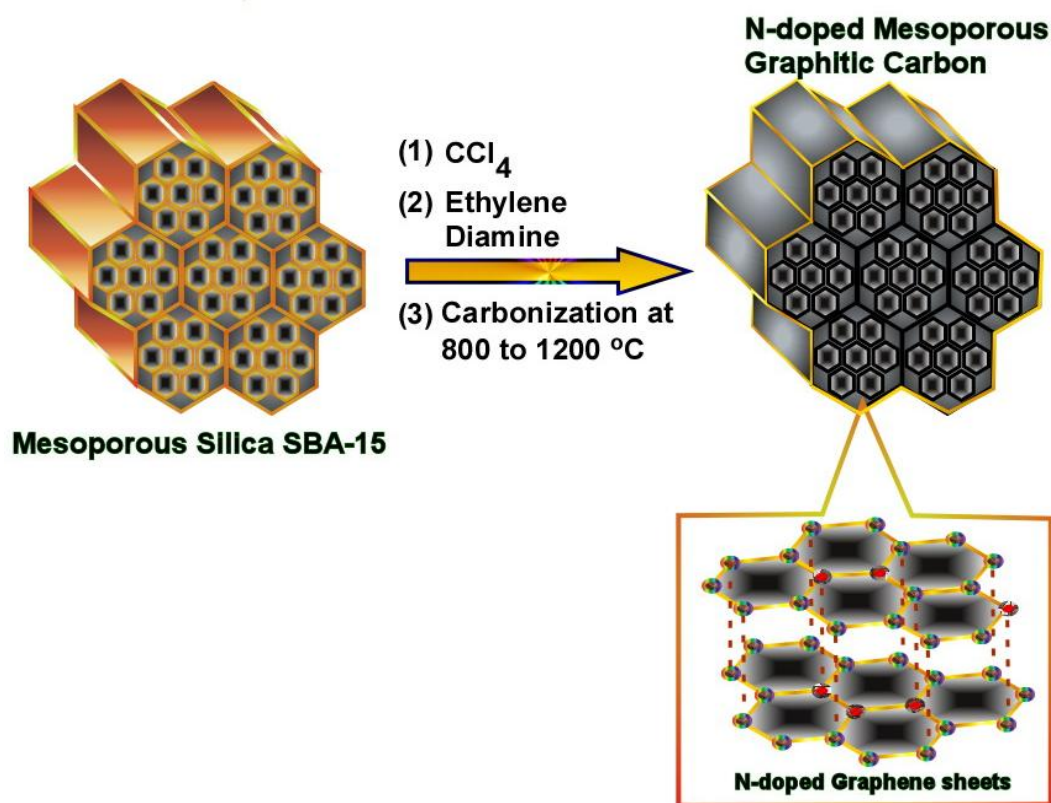 N-doped Mesoporous
Graphitic Carbon
(1) CCl4
(2) Ethylene
Diamine
(3) Carbonization at
800 to 1200 ºC
Mesoporous Silica SBA-15
N-doped Graphene sheets